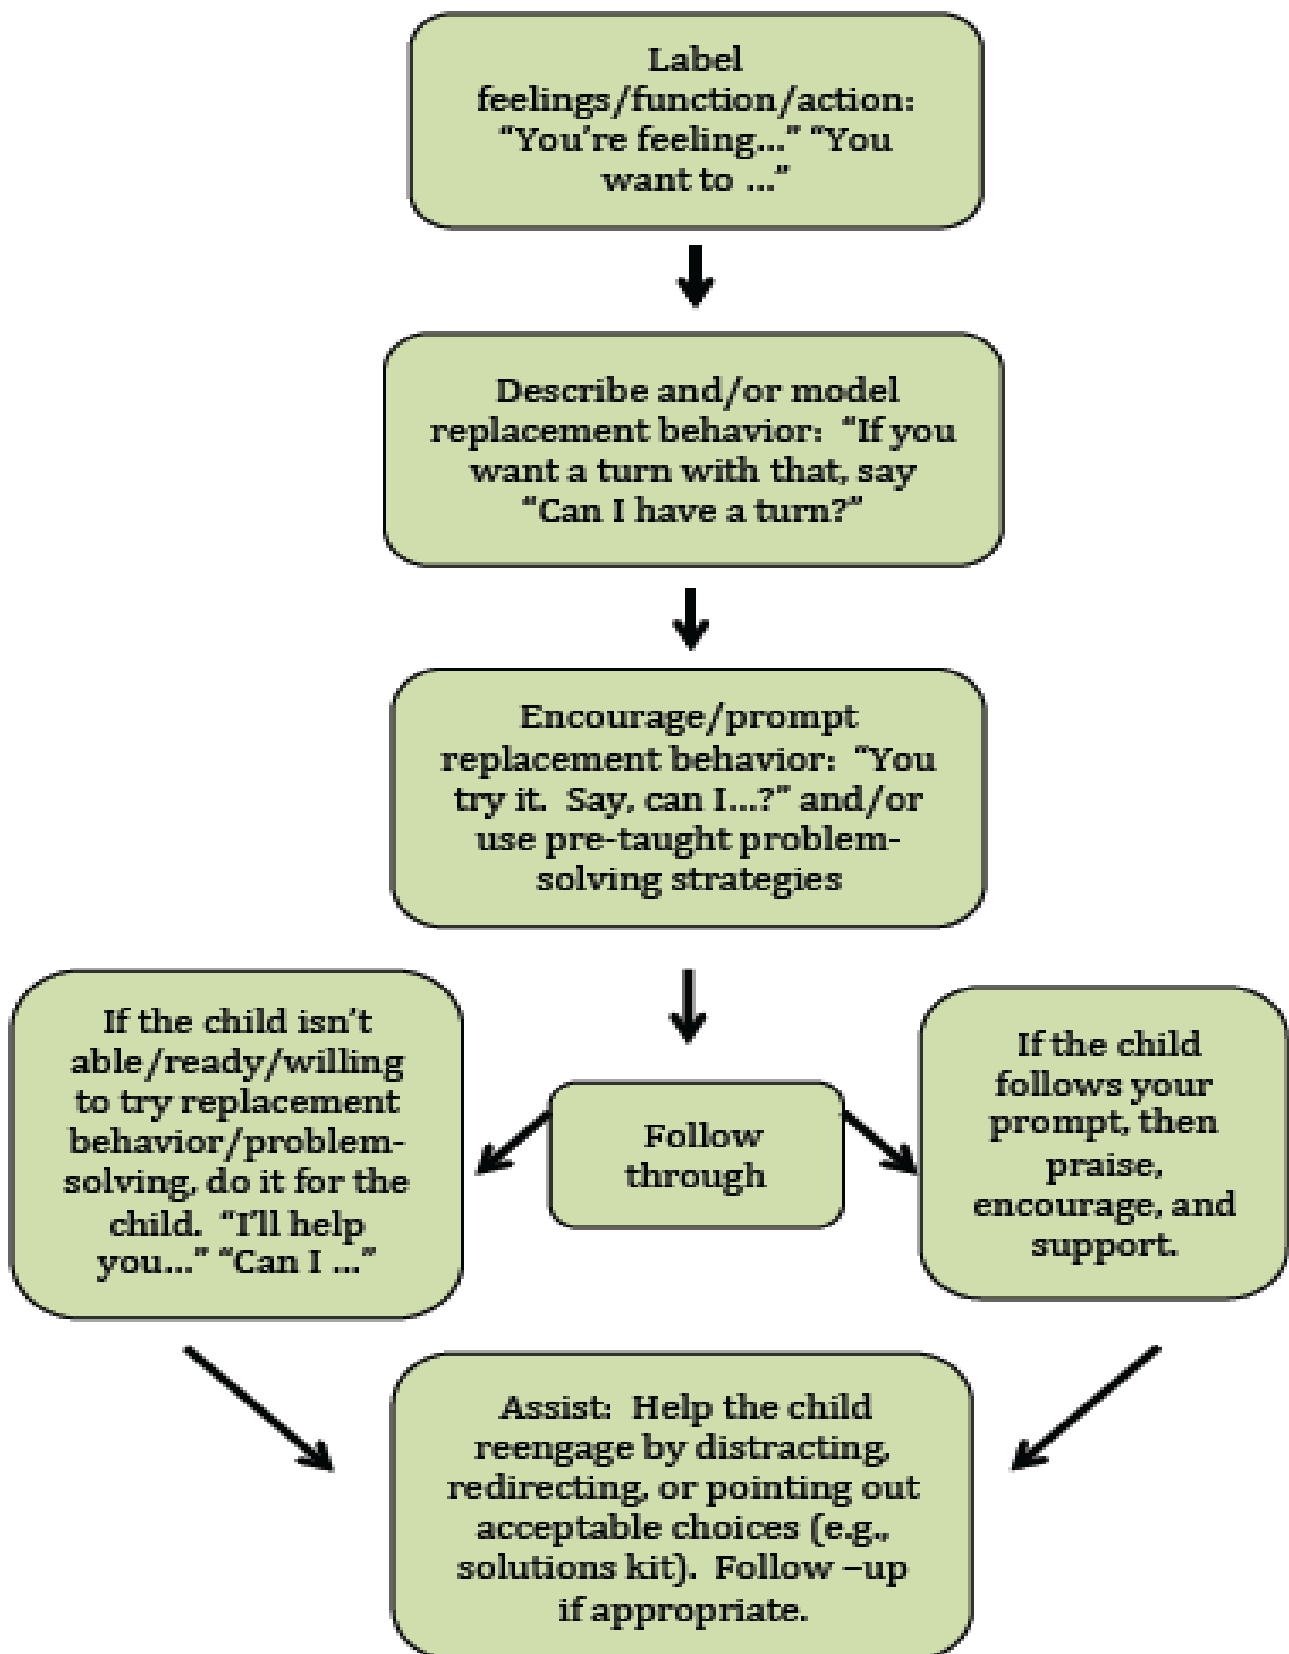 Label
feelings/function/action:
“You’re feeling...” “You
want to ...”
Describe and/or model
replacement behavior:  “If you
want a turn with that, say
“Can I have a turn?”
Encourage/prompt
replacement behavior:  “You
try it.  Say, can I...?” and/or
use pre-taught problem-
solving strategies
If the child isn’t
able/ready/willing
to try replacement
behavior/problem-
solving, do it for the
child.  “I’ll help
you...” “Can I ...”
Follow
through
If the child
follows your
prompt, then
praise,
encourage, and
support.
Assist:  Help the child
reengage by distracting,
redirecting, or pointing out
acceptable choices (e.g.,
solutions kit).  Follow –up
if appropriate.